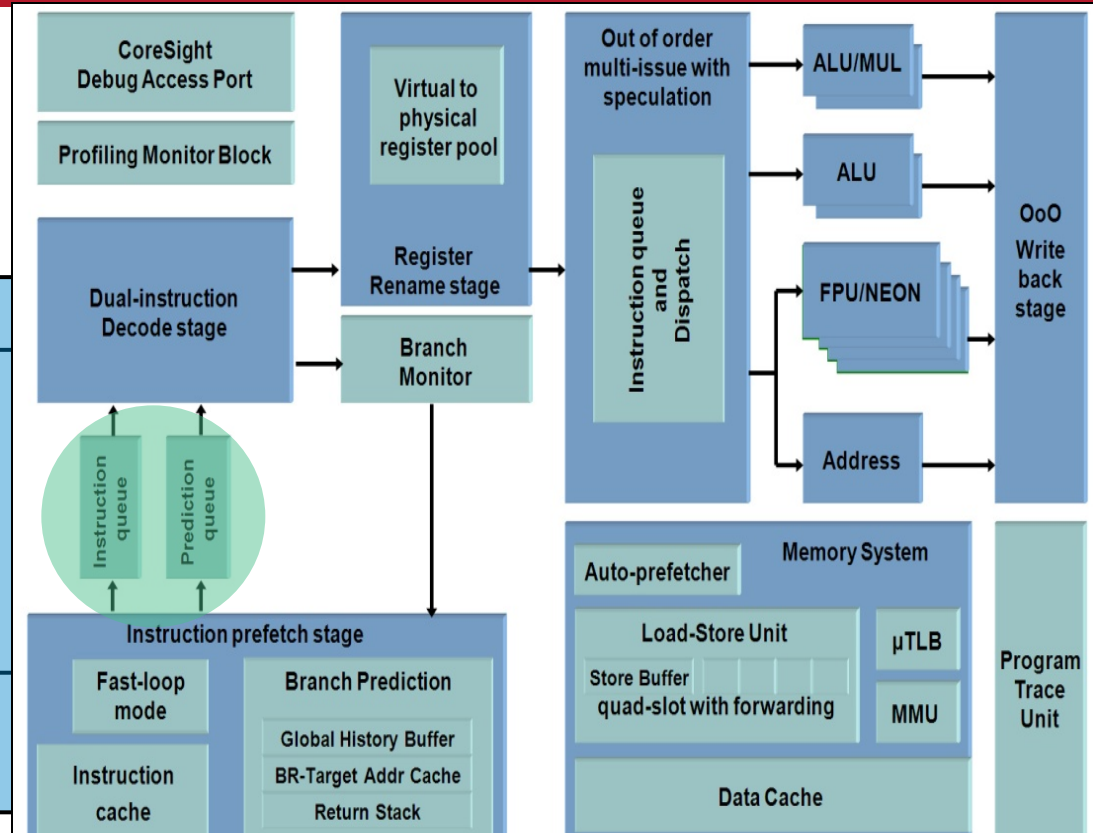 CoreSight
Debug Access Port
Profiling Monitor Block
Virtual to
physical
register pool
Register
Rename stage
Dual-instruction
Decode stage
Branch
Monitor
Instruction
queue
Prediction
queue
Instruction prefetch stage
Fast-loop
mode
Instruction
cache
Branch Prediction
Global History Buffer
BR-Target Addr Cache
Return Stack
Out of order
multi-issue with
speculation
Instruction queue
and
Dispatch
ALU/MUL
ALU
FPU/NEON
Address
OoO
Write
back
stage
Memory System
Auto-prefetcher
Load-Store Unit
Store Buffer
quad-slot with forwarding
µTLB
MMU
Data Cache
Program
Trace
Unit